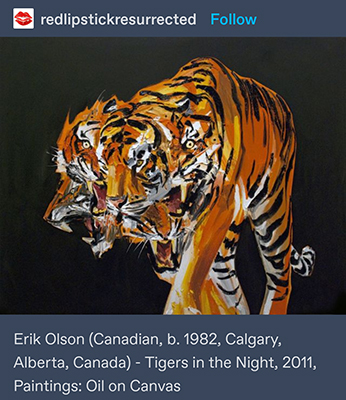 redlipstickresurrected Follow
Erik Olson (Canadian, b. 1982, Calgary,
Alberta, Canada) - Tigers in the Night, 2011,
Paintings: Oil on Canvas